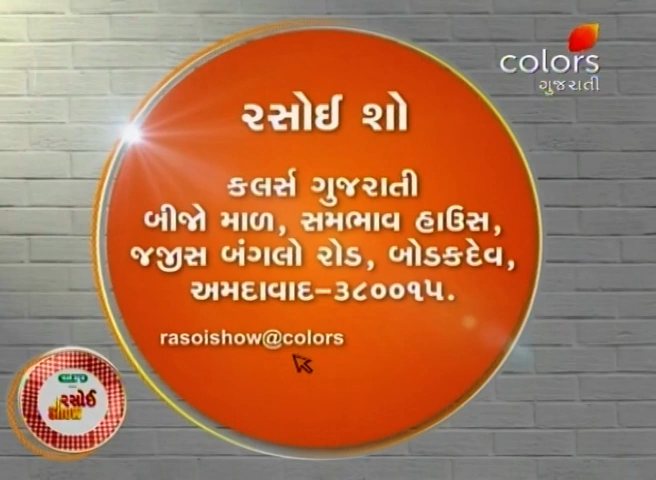 colors
ગુજરાતી
રસોઈ શો
કલર્સ ગુજરાતી
બીજો માળ, સમભાવ હાઉસ,
જજીસ બંગલો રોડ, બોડકદેવ,
અમદાવાદ-૩૮૦૦૧૫.
rasoishow@colors
રસોઈ